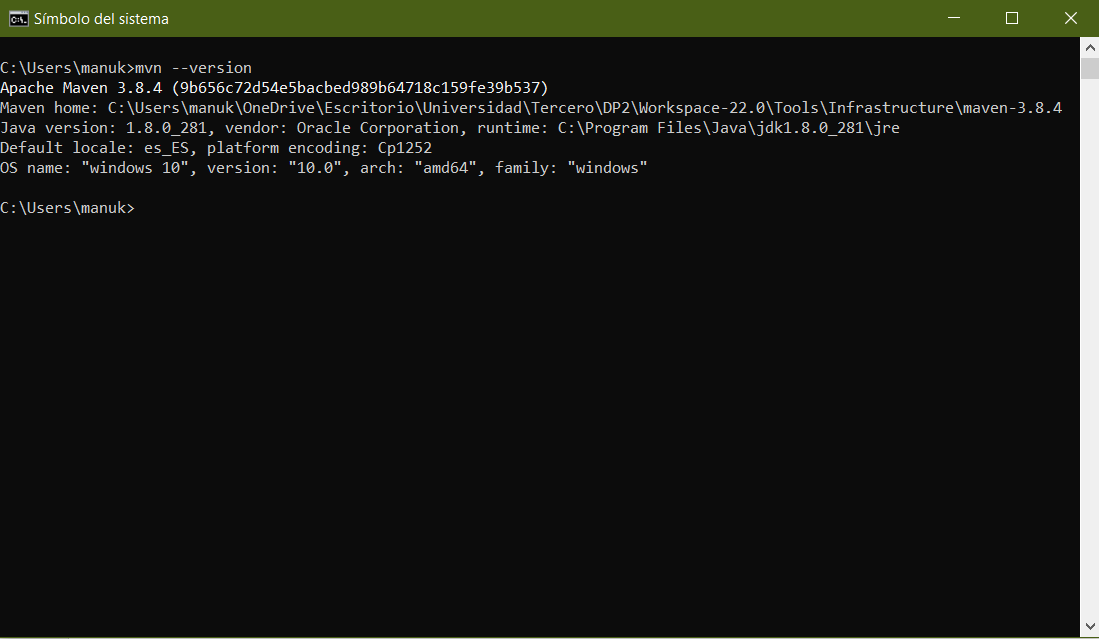 Símbolo del sistema
C:\Users\manuk>mvn --version
Apache Maven 3.8.4 (9b656c72d54e5bacbed989b64718c159fe39b537)
Maven home: C:\Users\manuk\OneDrive\Escritorio\Universidad\Tercero\DP2\Workspace-22.0\Tools\Infrastructure\maven-3.8.4
Java version: 1.8.0_281, vendor: Oracle Corporation, runtime: C:\Program Files\Java\jdk1.8.0_281\jre
Default locale: es_ES, platform encoding: Cp1252
OS name: "windows 10", version: "10.0", arch: "amd64", family: "windows"
C:\Users\manuk>